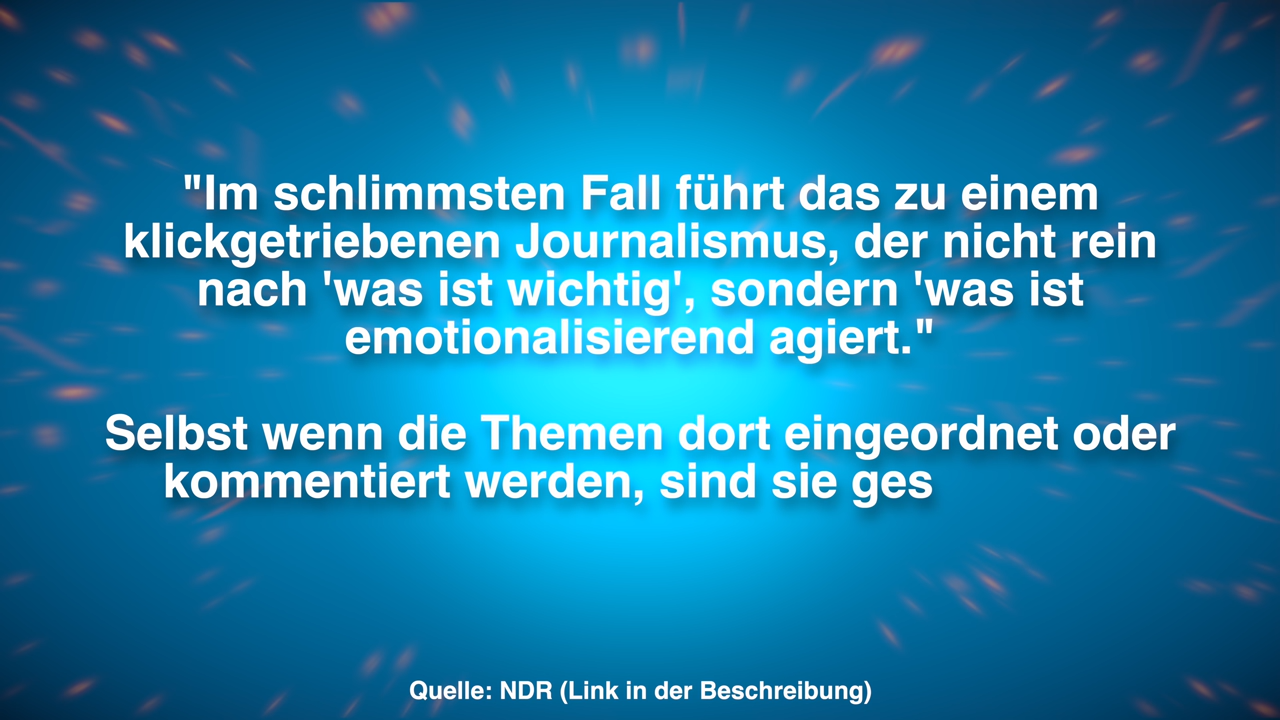 "Im schlimmsten Fall führt das zu einem
klickgetriebenen Journalismus, der nicht rein
nach 'was ist wichtig', sondern 'was ist
emotionalisierend agiert."
Selbst wenn die Themen dort eingeordnet oder
kommentiert werden, sind sie ges
Quelle: NDR (Link in der Beschreibung)